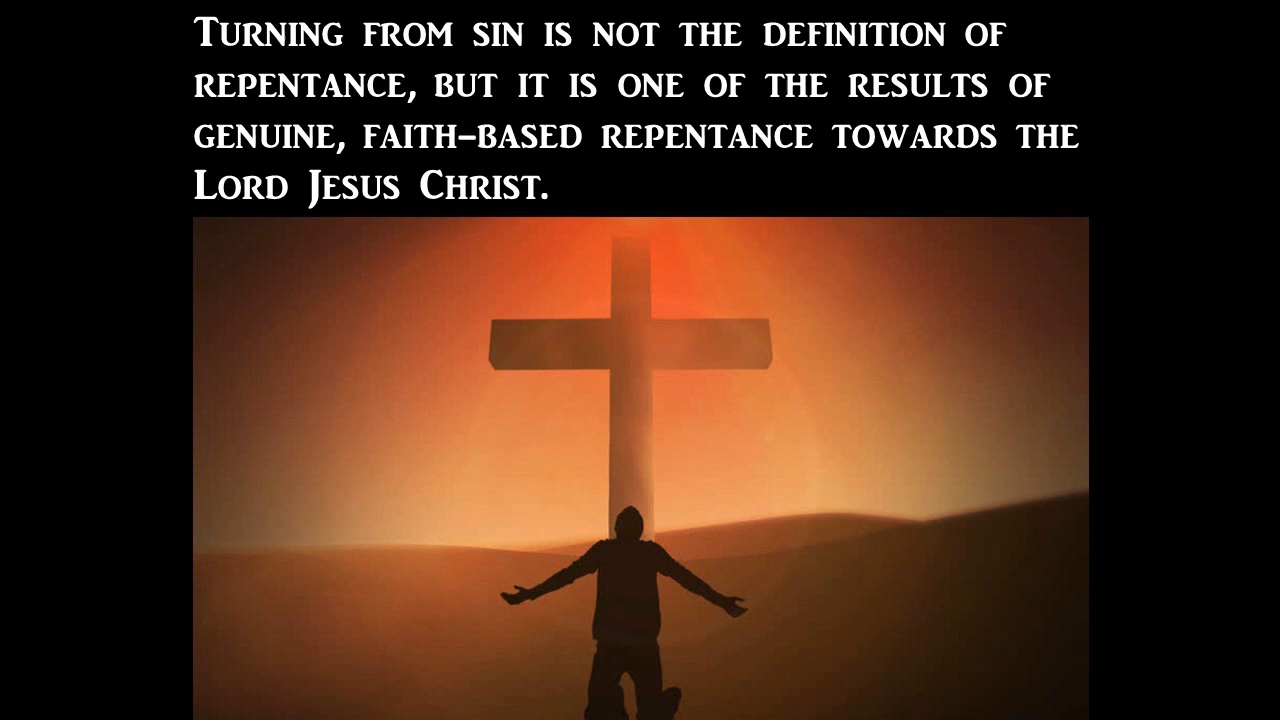 Turning from sin is not the definition of
repentance, but it is one of the results of
genuine, faith-based repentance towards the
Lord Jesus Christ.